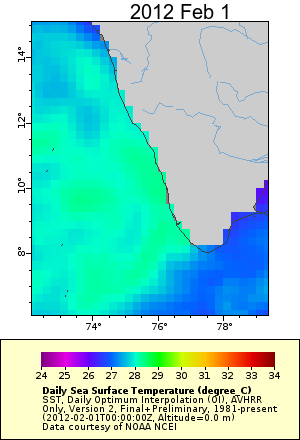 2012 Feb 1
14°
12°
10°
8°
74°
76°
78°
24 25 26 27 28 29 30 31 32 33 34
Daily Sea Surface Temperature (degree_C)
SST, Daily Optimum Interpolation (OI), AVHRR
Only, Version 2, Final+Preliminary, 1981-present
(2012-02-01T00:00:00Z, Altitude=0.0 m)
Data courtesy of NOAA NCEI